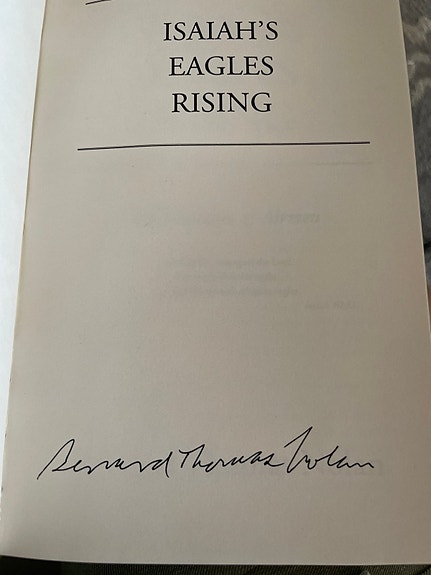 ISAIAH'S
EAGLES
RISING
Bernard Thomas Nolan